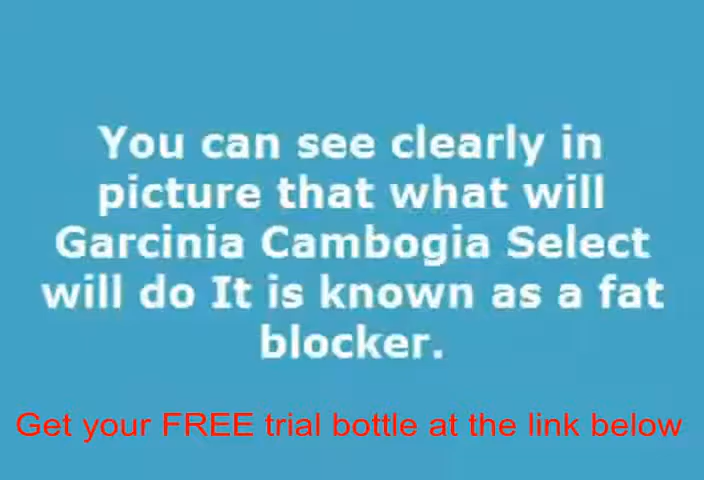 You can see clearly in
picture that what will
Garcinia Cambogia Select
will do It is known as a fat
blocker.
Get your FREE trial bottle at the link below